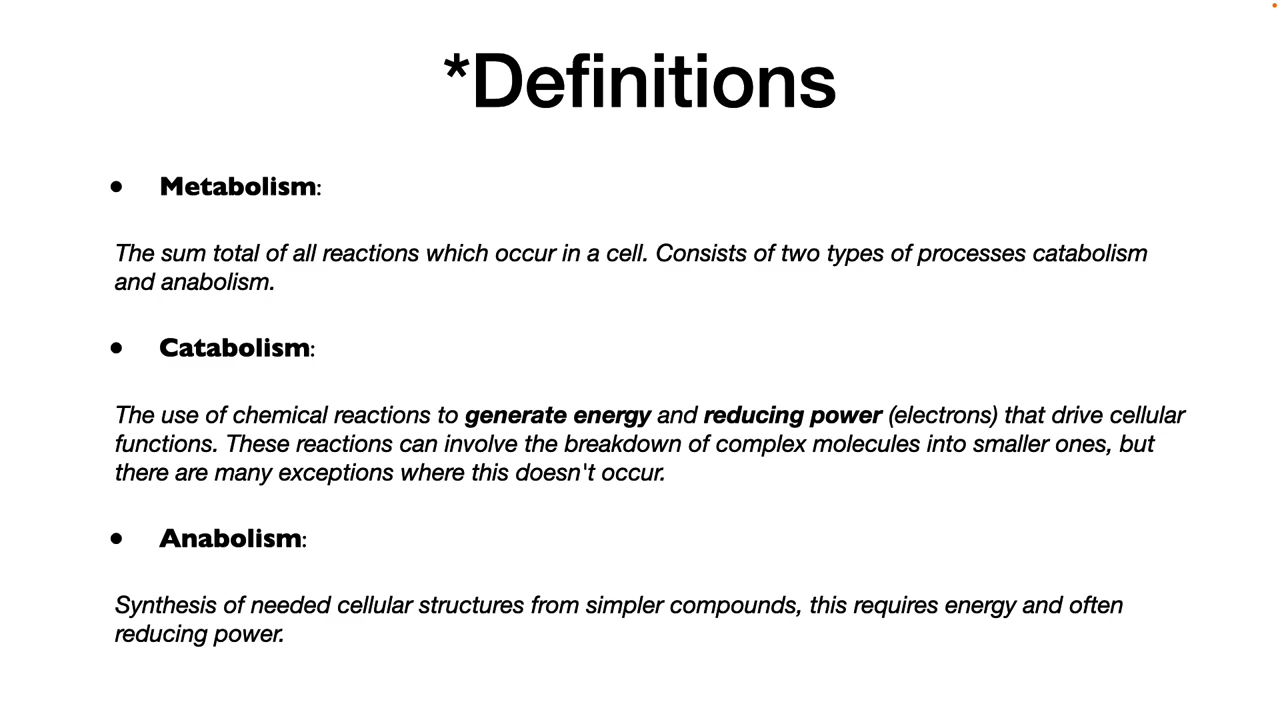 *Definitions
• Metabolism:
The sum total of all reactions which occur in a cell. Consists of two types of processes catabolism
and anabolism.
• Catabolism:
The use of chemical reactions to generate energy and reducing power (electrons) that drive cellular
functions. These reactions can involve the breakdown of complex molecules into smaller ones, but
there are many exceptions where this doesn't occur.
• Anabolism:
Synthesis of needed cellular structures from simpler compounds, this requires energy and often
reducing power.